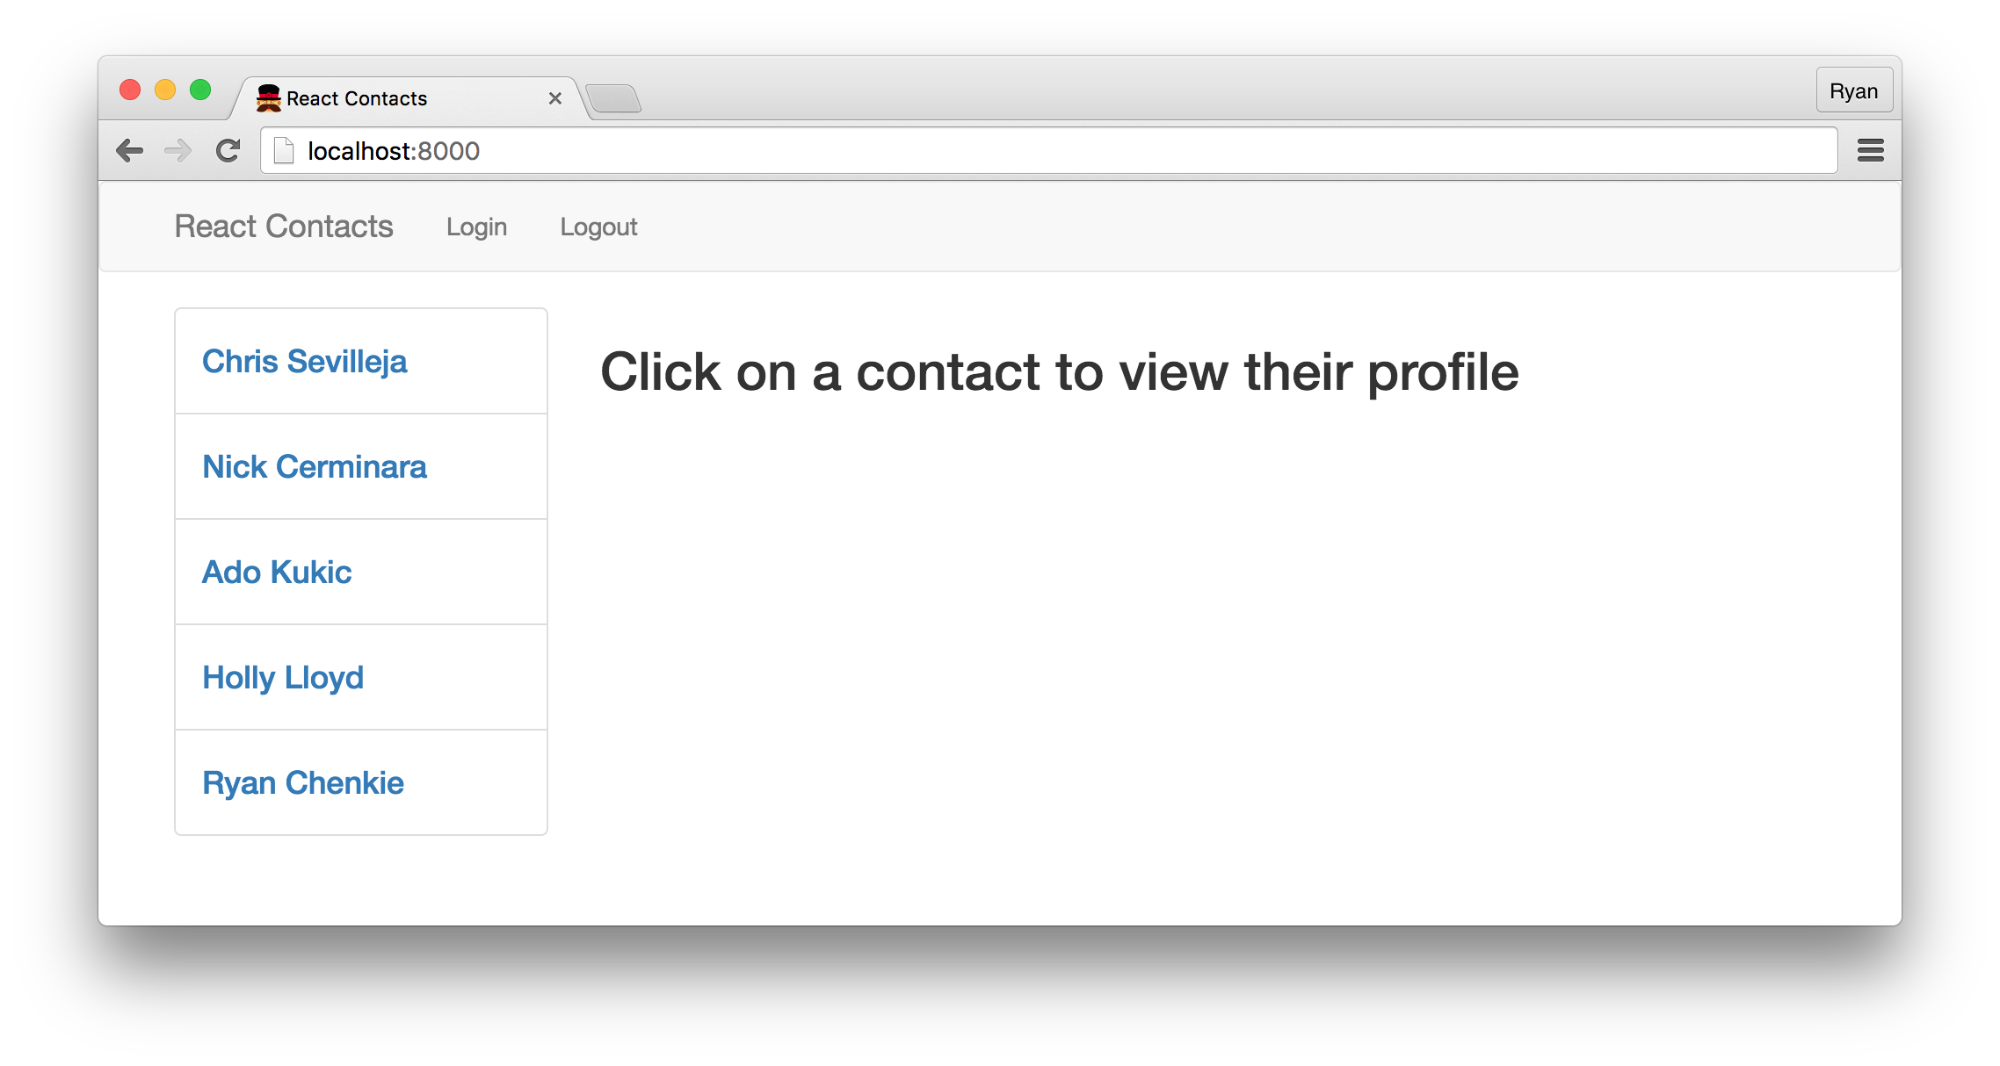 React Contacts
Ryan
localhost:8000
React Contacts Login Logout
Chris Sevilleja
Nick Cerminara
Ado Kukic
Holly Lloyd
Ryan Chenkie
Click on a contact to view their profile